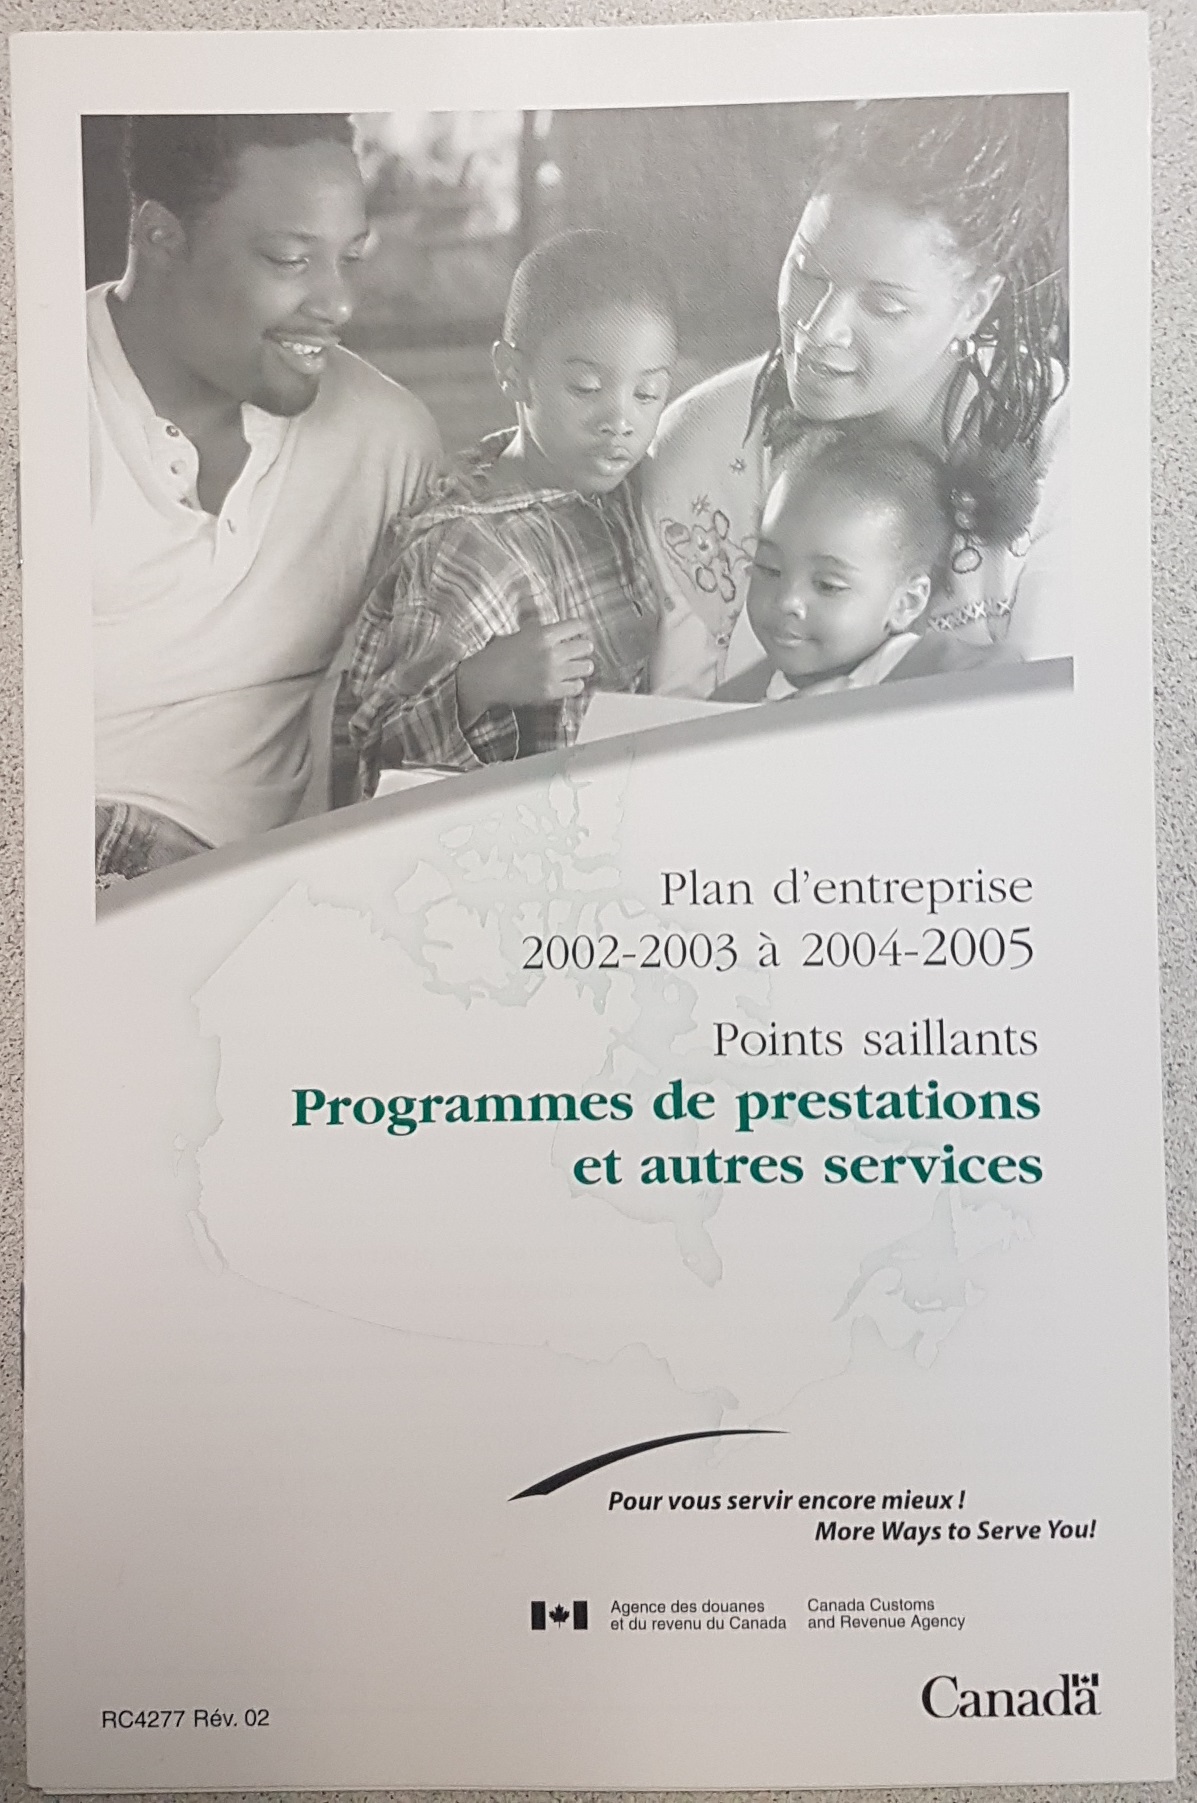 Plan d'entreprise
2002-2003 à 2004-2005
Points saillants
Programmes de prestations
et autres services
Pour vous servir encore mieux !
More Ways to Serve You!
Agence des douanes
et du revenu du Canada
Canada Customs
and Revenue Agency
Canada
RC4277 Rév. 02